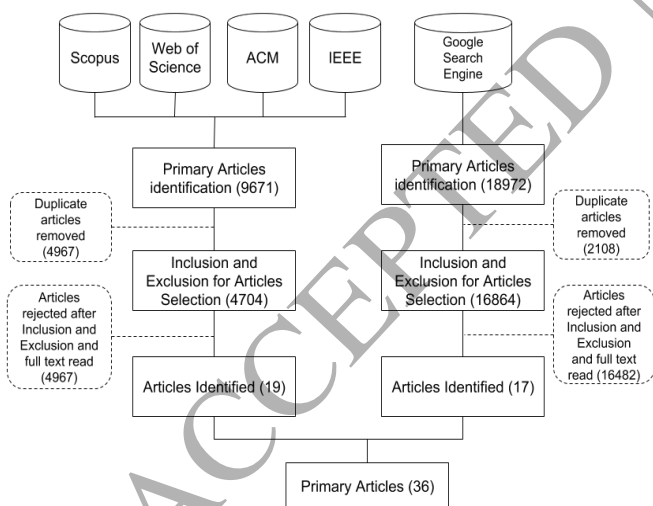 Scopus
Web of
Science
ACM
IEEE
Google
Search
Engine
Primary Articles
identification (9671)
Primary Articles
identification (18972)
Duplicate
articles
removed
(4967)
Duplicate
articles
removed
(2108)
Inclusion and
Exclusion for Articles
Selection (4704)
Inclusion and
Exclusion for Articles
Selection (16864)
Articles
rejected after
Inclusion and
Exclusion and
full text read
(4967)
Articles
rejected after
Inclusion and
Exclusion
and full text
read (16482)
Articles Identified (19)
Articles Identified (17)
Primary Articles (36)
ACCEPTED